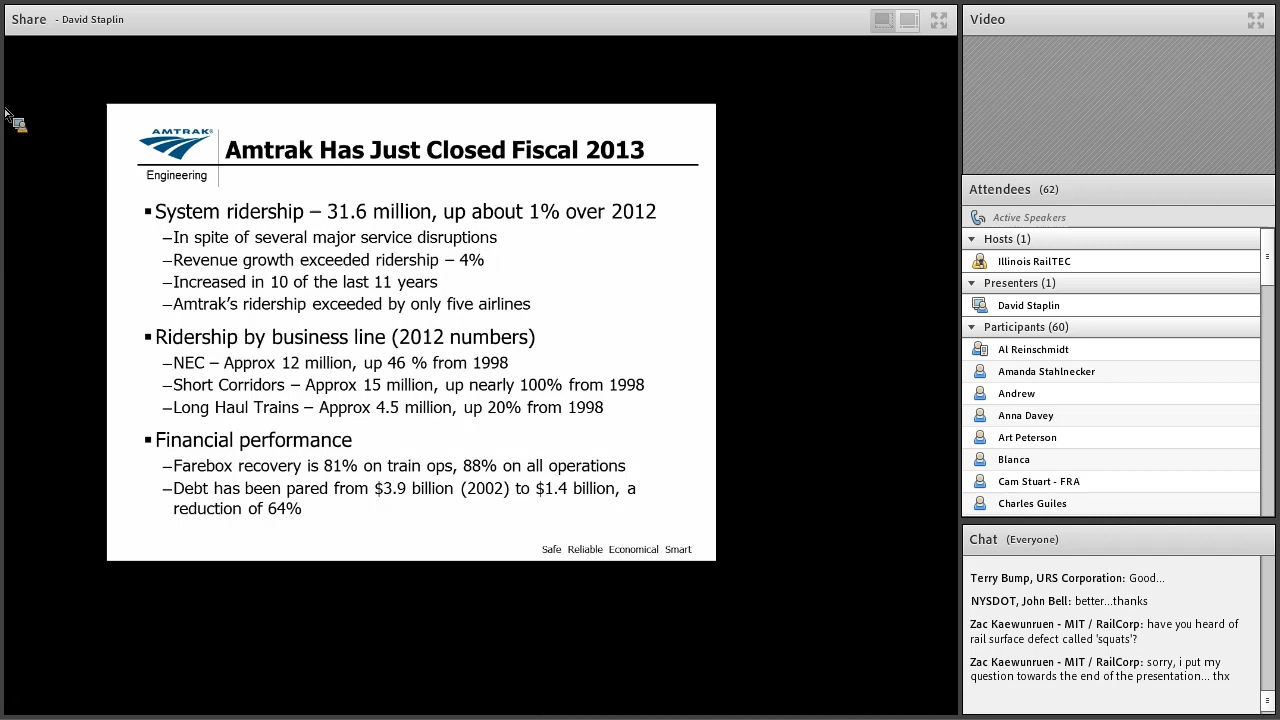 Share - David Staplin
AMTRAK®
Engineering
Amtrak Has Just Closed Fiscal 2013
▪System ridership – 31.6 million, up about 1% over 2012
–In spite of several major service disruptions
–Revenue growth exceeded ridership – 4%
–Increased in 10 of the last 11 years
–Amtrak’s ridership exceeded by only five airlines
▪Ridership by business line (2012 numbers)
–NEC – Approx 12 million, up 46 % from 1998
–Short Corridors – Approx 15 million, up nearly 100% from 1998
–Long Haul Trains – Approx 4.5 million, up 20% from 1998
▪Financial performance
–Farebox recovery is 81% on train ops, 88% on all operations
–Debt has been pared from $3.9 billion (2002) to $1.4 billion, a
reduction of 64%
Safe Reliable Economical Smart
Video
Attendees (62)
Active Speakers
Hosts (1)
Illinois RailTEC
Presenters (1)
David Staplin
Participants (60)
Al Reinschmidt
Amanda Stahlnecker
Andrew
Anna Davey
Art Peterson
Blanca
Cam Stuart - FRA
Charles Guiles
Chat (Everyone)
Terry Bump, URS Corporation: Good...
NYSDOT, John Bell: better...thanks
Zac Kaewunruen - MIT / RailCorp: have you heard of
rail surface defect called 'squats'?
Zac Kaewunruen - MIT / RailCorp: sorry, i put my
question towards the end of the presentation... thx